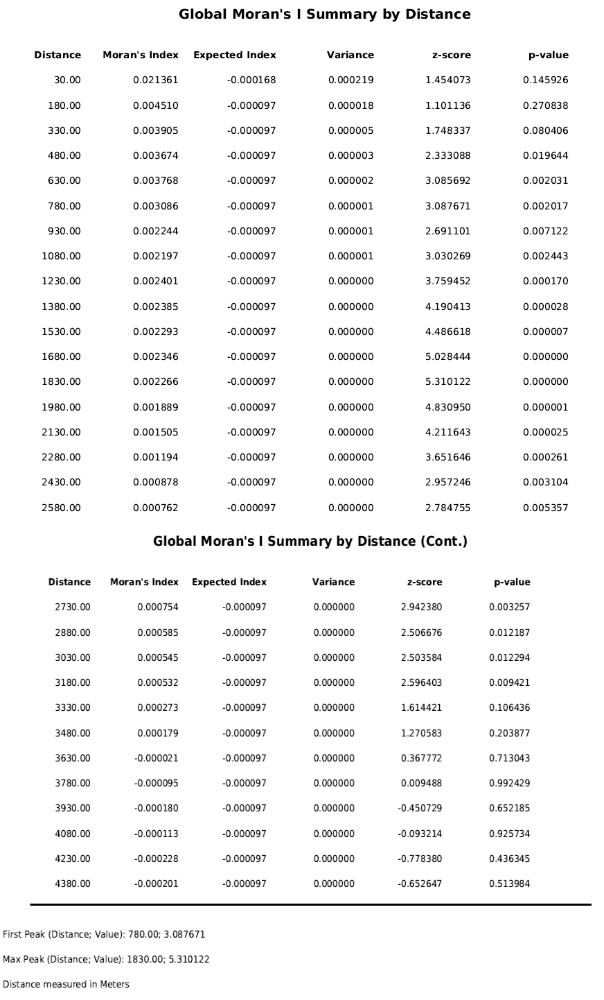 Global Moran's I Summary by Distance
Distance Moran's Index Expected Index Variance z-score p-value
30.00 0.021361 -0.000168 0.000219 1.454073 0.145926
180.00 0.004510 -0.000097 0.000018 1.101136 0.270838
330.00 0.003905 -0.000097 0.000005 1.748337 0.080406
480.00 0.003674 -0.000097 0.000003 2.333088 0.019644
630.00 0.003768 -0.000097 0.000002 3.085692 0.002031
780.00 0.003086 -0.000097 0.000001 3.087671 0.002017
930.00 0.002244 -0.000097 0.000001 2.691101 0.007122
1080.00 0.002197 -0.000097 0.000001 3.030269 0.002443
1230.00 0.002401 -0.000097 0.000000 3.759452 0.000170
1380.00 0.002385 -0.000097 0.000000 4.190413 0.000028
1530.00 0.002293 -0.000097 0.000000 4.486618 0.000007
1680.00 0.002346 -0.000097 0.000000 5.028444 0.000000
1830.00 0.002266 -0.000097 0.000000 5.310122 0.000000
1980.00 0.001889 -0.000097 0.000000 4.830950 0.000001
2130.00 0.001505 -0.000097 0.000000 4.211643 0.000025
2280.00 0.001194 -0.000097 0.000000 3.651646 0.000261
2430.00 0.000878 -0.000097 0.000000 2.957246 0.003104
2580.00 0.000762 -0.000097 0.000000 2.784755 0.005357
Global Moran's I Summary by Distance (Cont.)
Distance Moran's Index Expected Index Variance z-score p-value
2730.00 0.000754 -0.000097 0.000000 2.942380 0.003257
2880.00 0.000585 -0.000097 0.000000 2.506676 0.012187
3030.00 0.000545 -0.000097 0.000000 2.503584 0.012294
3180.00 0.000532 -0.000097 0.000000 2.596403 0.009421
3330.00 0.000273 -0.000097 0.000000 1.614421 0.106436
3480.00 0.000179 -0.000097 0.000000 1.270583 0.203877
3630.00 -0.000021 -0.000097 0.000000 0.367772 0.713043
3780.00 -0.000095 -0.000097 0.000000 0.009488 0.992429
3930.00 -0.000180 -0.000097 0.000000 -0.450729 0.652185
4080.00 -0.000113 -0.000097 0.000000 -0.093214 0.925734
4230.00 -0.000228 -0.000097 0.000000 -0.778380 0.436345
4380.00 -0.000201 -0.000097 0.000000 -0.652647 0.513984
First Peak (Distance; Value): 780.00; 3.087671
Max Peak (Distance; Value): 1830.00; 5.310122
Distance measured in Meters